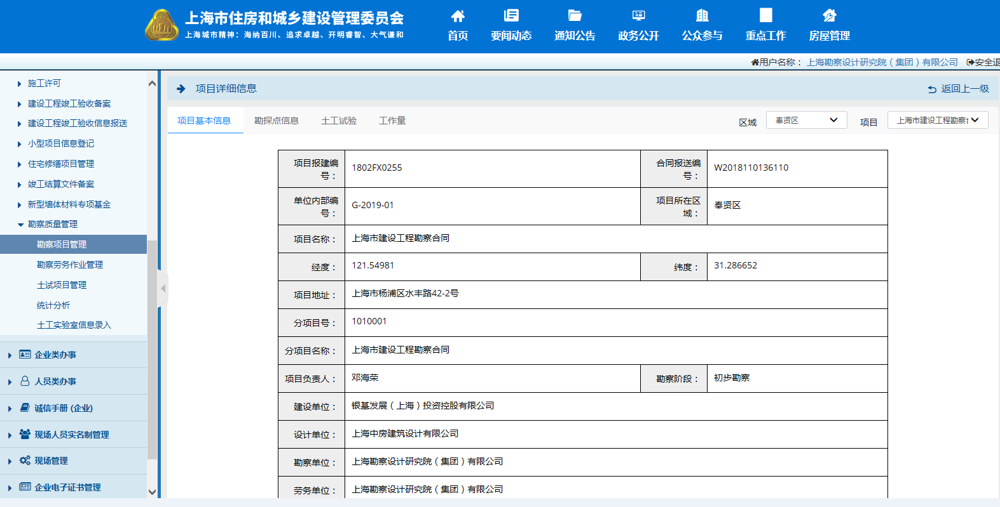 上海市住房和城乡建设管理委员会
上海城市精神：海纳百川、追求卓越、开明睿智、大气谦和
首页 要闻动态 通知公告 政务公开 公众参与 重点工作 房屋管理
用户名称： 上海勘察设计研究院（集团）有限公司 安全退
施工许可
建设工程竣工验收备案
建设工程竣工验收信息报送
小型项目信息登记
住宅修缮项目管理
竣工结算文件备案
新型墙体材料专项基金
勘察质量管理
勘察项目管理
勘察劳务作业管理
土试项目管理
统计分析
土工实验室信息录入
企业类办事
人员类办事
诚信手册 (企业)
现场人员实名制管理
现场管理
企业电子证书管理
项目详细信息 返回上一级
项目基本信息 勘探点信息 土工试验 工作量 区域 奉贤区 项目 上海市建设工程勘察合
项目报建编号： 1802FX0255 合同报送编号： W2018110136110
单位内部编号： G-2019-01 项目所在区域： 奉贤区
项目名称： 上海市建设工程勘察合同
经度： 121.54981 纬度： 31.286652
项目地址： 上海市杨浦区水丰路42-2号
分项目号： 1010001
分项目名称： 上海市建设工程勘察合同
项目负责人： 邓海荣 勘察阶段： 初步勘察
建设单位： 银基发展（上海）投资控股有限公司
设计单位： 上海中房建筑设计有限公司
勘察单位： 上海勘察设计研究院（集团）有限公司
劳务单位： 上海勘察设计研究院（集团）有限公司